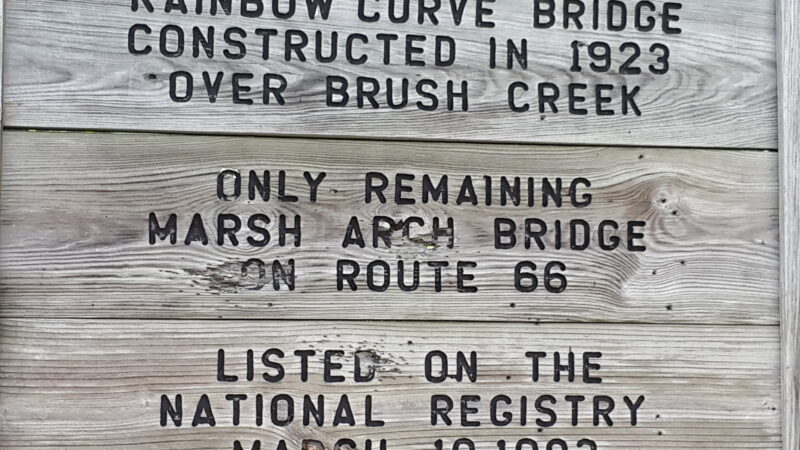 RAINBOW CURVE BRIDGE
CONSTRUCTED IN 1923
OVER BRUSH CREEK
ONLY REMAINING
MARSH ARCH BRIDGE
ON ROUTE 66
LISTED ON THE
NATIONAL REGISTRY
MARCH